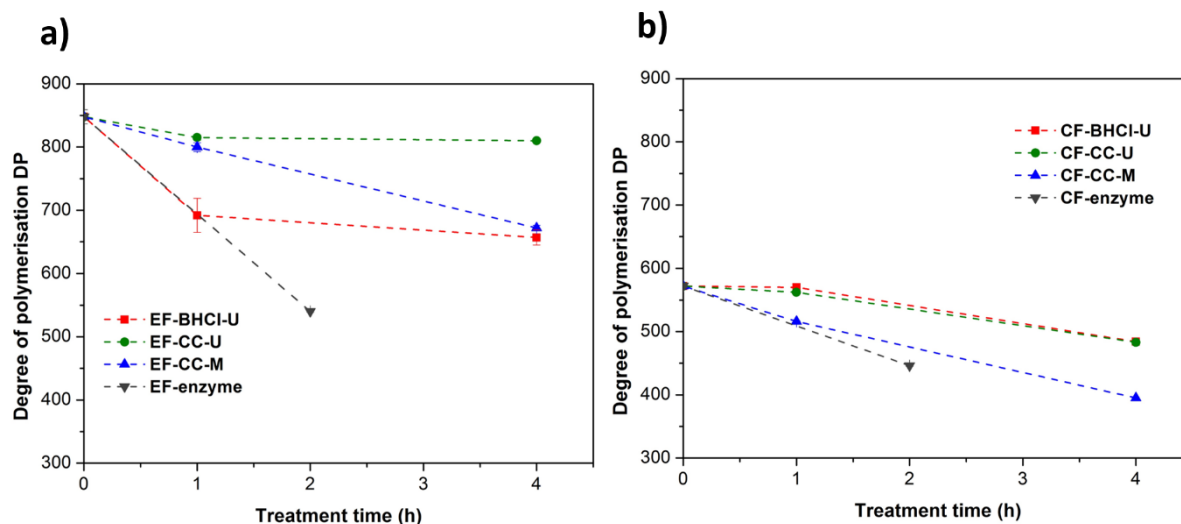 a)
900
800
700
600
500
400
300
0
1
2
3
4
Degree of polymerisation DP
Treatment time (h)
EF-BHCl-U
EF-CC-U
EF-CC-M
EF-enzyme
b)
900
800
700
600
500
400
300
0
1
2
3
4
Degree of polymerisation DP
Treatment time (h)
CF-BHCl-U
CF-CC-U
CF-CC-M
CF-enzyme